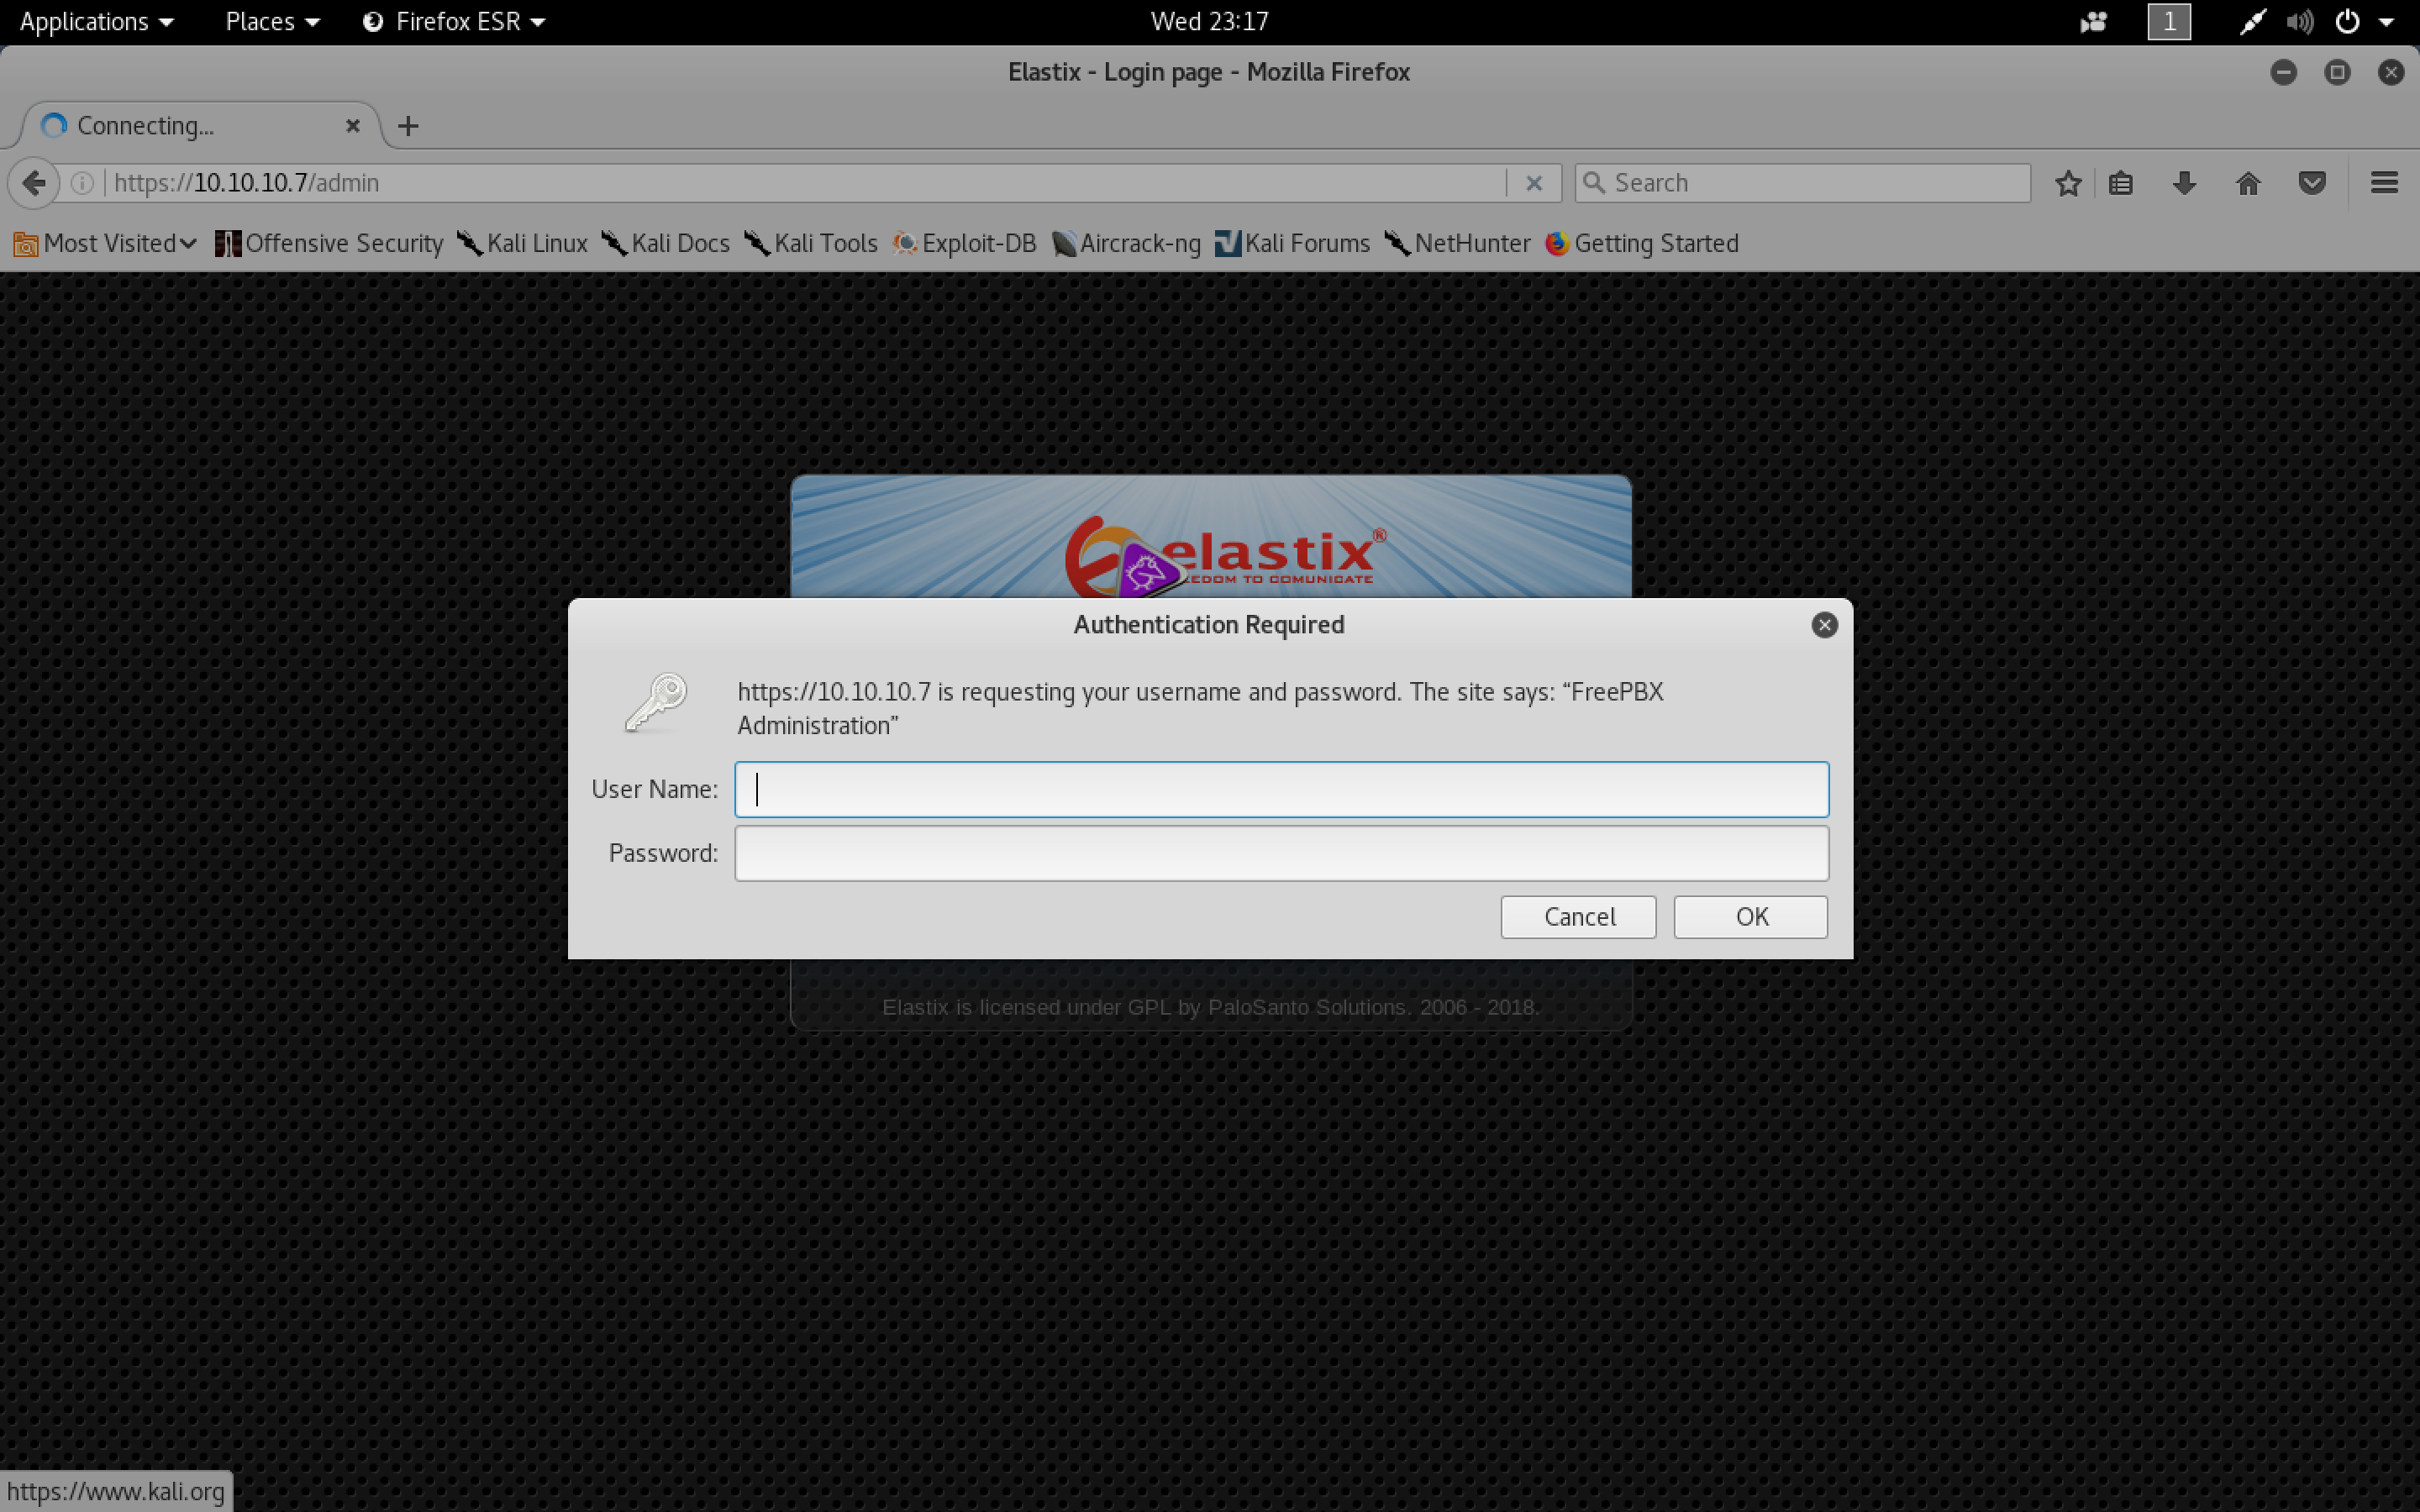 Applications Places Firefox ESR Wed 23:17 1
Elastix - Login page - Mozilla Firefox
Connecting...
https://10.10.10.7/admin Search
Most Visited Offensive Security Kali Linux Kali Docs Kali Tools Exploit-DB Aircrack-ng Kali Forums NetHunter Getting Started
elastix®
EDOM TO COMUNICATE
Authentication Required
https://10.10.10.7 is requesting your username and password. The site says: “FreePBX
Administration”
User Name:
Password:
Cancel OK
Elastix is licensed under GPL by PaloSanto Solutions. 2006 - 2018.
https://www.kali.org